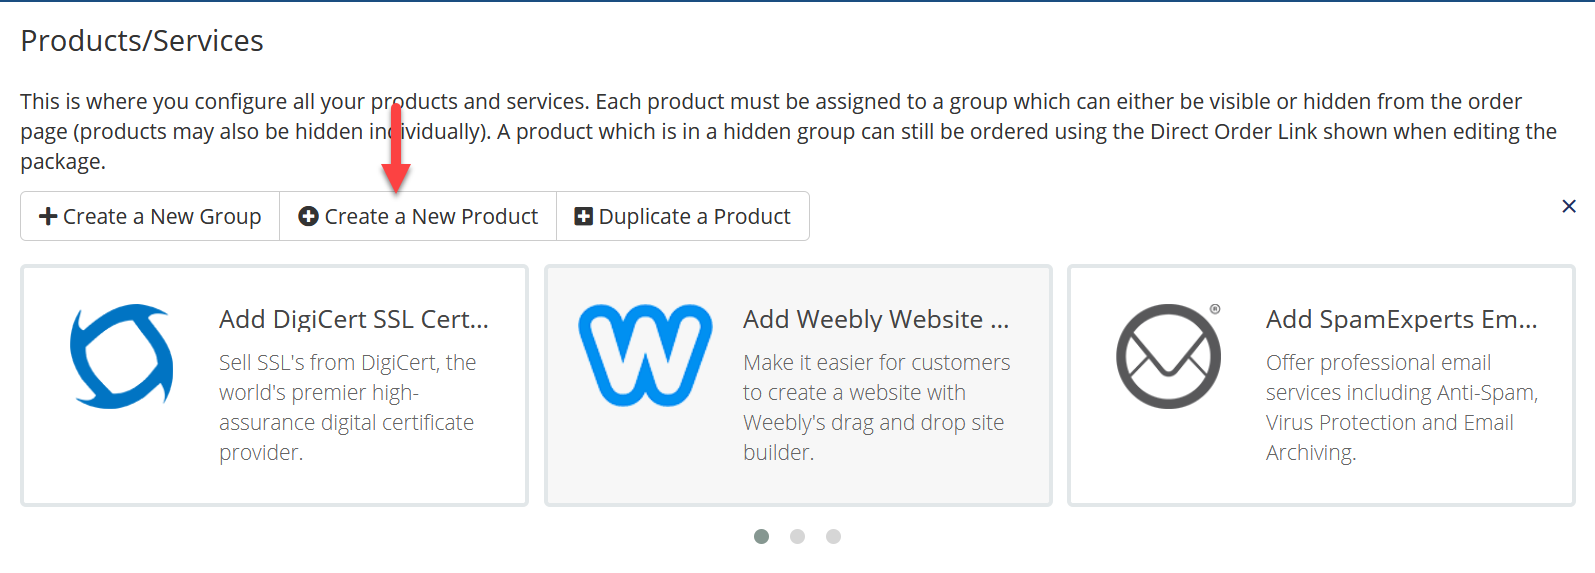 Products/Services
This is where you configure all your products and services. Each product must be assigned to a group which can either be visible or hidden from the order
page (products may also be hidden individually). A product which is in a hidden group can still be ordered using the Direct Order Link shown when editing the
package.
Create a New Group Create a New Product Duplicate a Product
Add DigiCert SSL Cert...
Sell SSL's from DigiCert, the
world's premier high-
assurance digital certificate
provider.
Add Weebly Website ...
Make it easier for customers
to create a website with
Weebly's drag and drop site
builder.
®
Add SpamExperts Em...
Offer professional email
services including Anti-Spam,
Virus Protection and Email
Archiving.